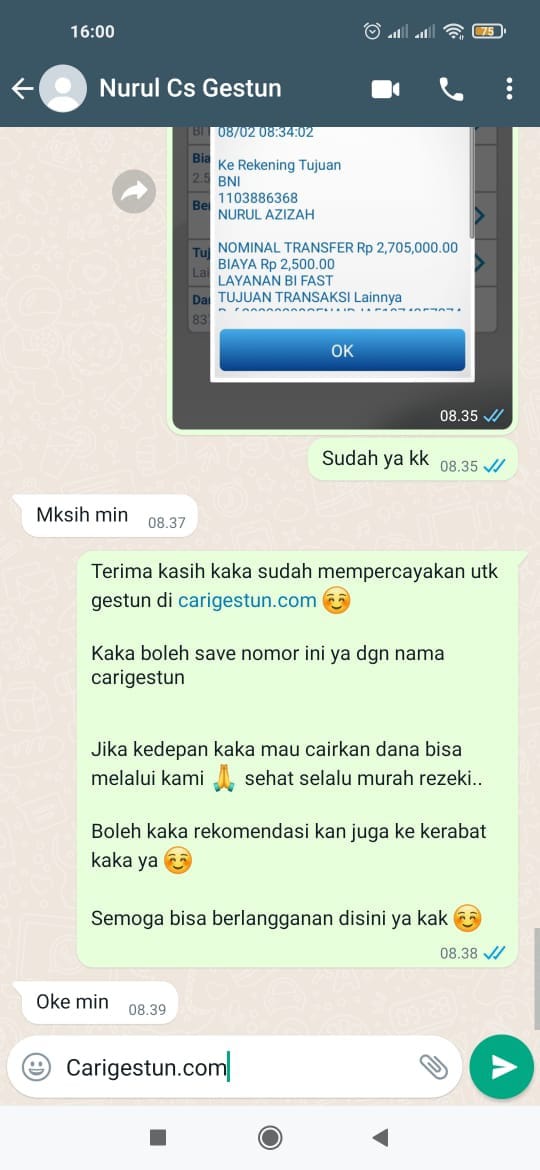 16:00
75
Nurul Cs Gestun
BI
08/02 08:34:02
Bia
Ke Rekening Tujuan
2.5
BNI
Be
1103886368
NURUL AZIZAH
Tuj
NOMINAL TRANSFER Rp 2,705,000.00
Lai
BIAYA Rp 2,500.00
LAYANAN BI FAST
Da
TUJUAN TRANSAKSI Lainnya
83
OK
08.35
Sudah ya kk 08.35
Mksih min 08.37
Terima kasih kaka sudah mempercayakan utk
gestun di carigestun.com
Kaka boleh save nomor ini ya dgn nama
carigestun
Jika kedepan kaka mau cairkan dana bisa
melalui kami 🙏 sehat selalu murah rezeki..
Boleh kaka rekomendasi kan juga ke kerabat
kaka ya ☺️
Semoga bisa berlangganan disini ya kak ☺️
08.38
Oke min 08.39
Carigestun.com